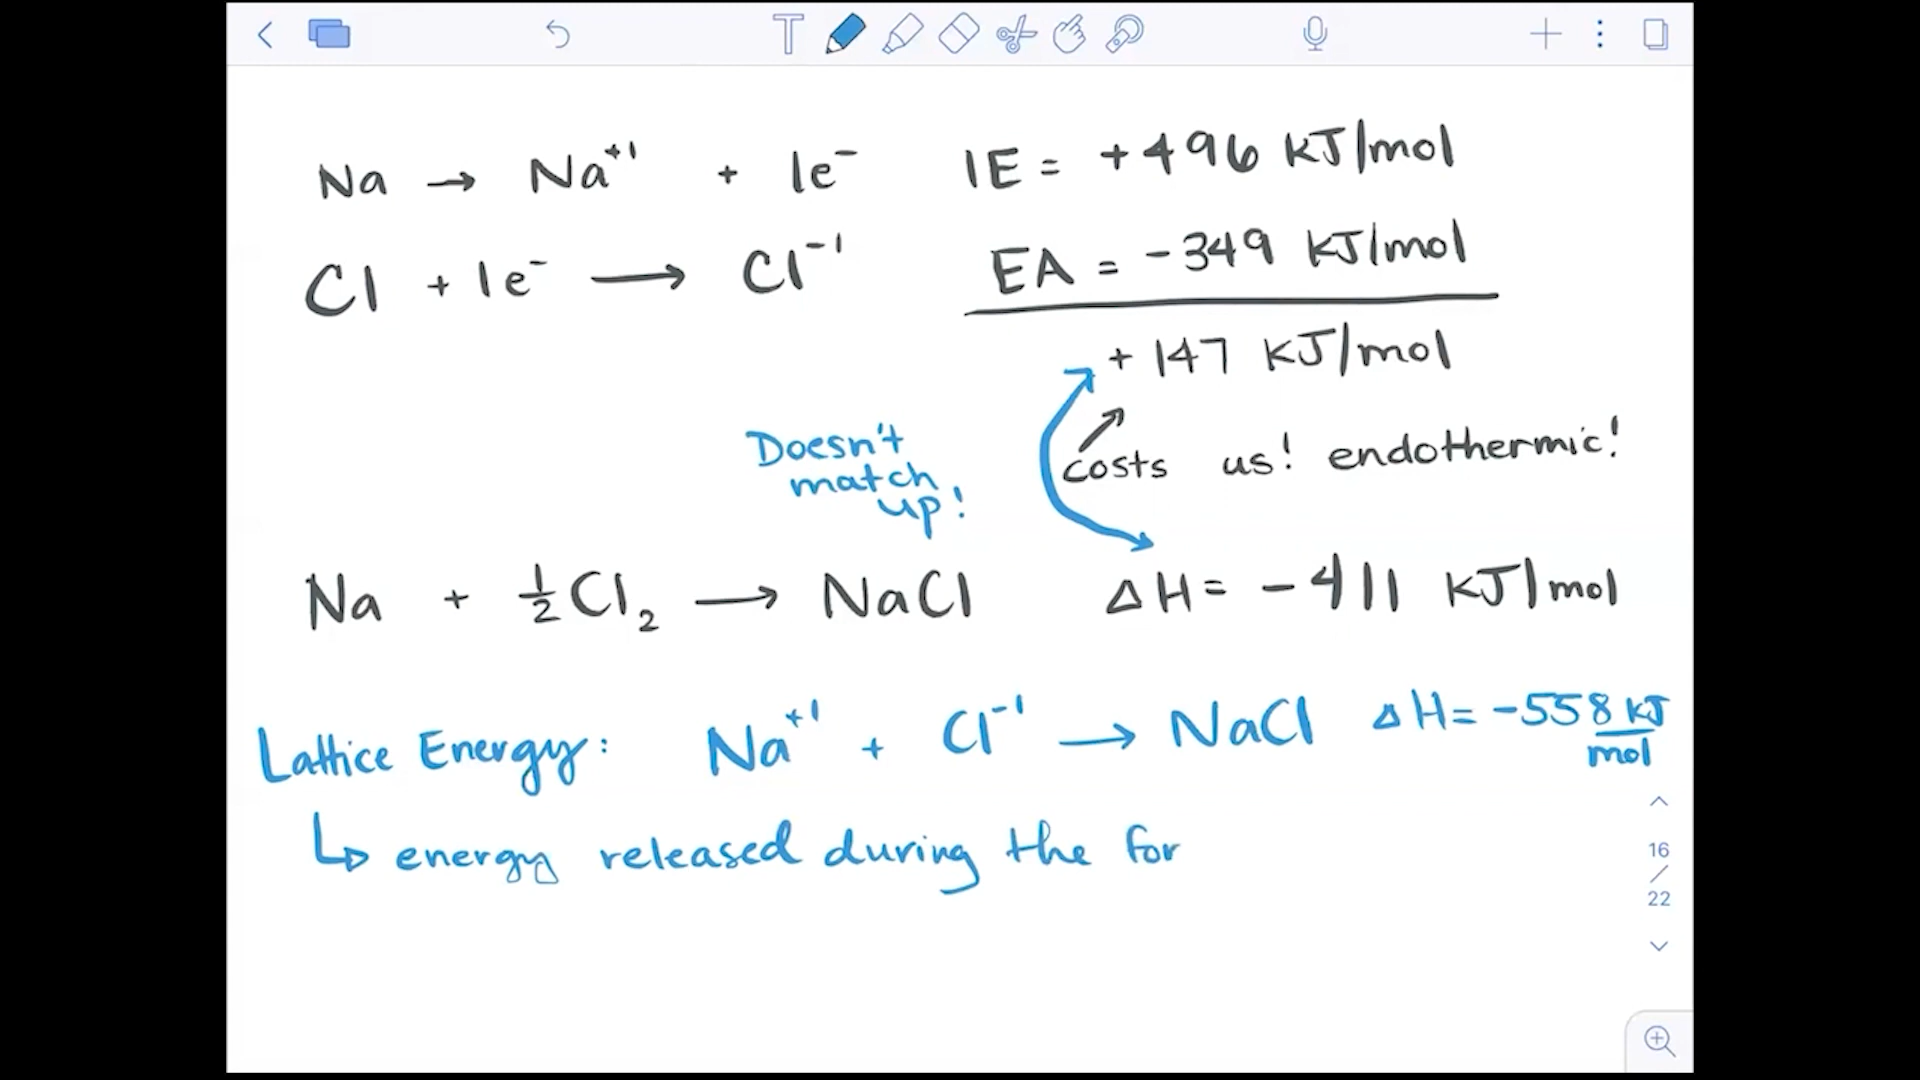 Na → Na⁺¹ + 1e⁻ IE = +496 kJ/mol
Cl + 1e⁻ → Cl⁻¹ EA = -349 kJ/mol
+ 147 kJ/mol
Doesn't
match
up!
costs us! endothermic!
Na + ½Cl₂ → NaCl ΔH = -411 kJ/mol
Lattice Energy: Na⁺¹ + Cl⁻¹ → NaCl ΔH = -558 kJ/mol
↳ energy released during the for
16
/
22